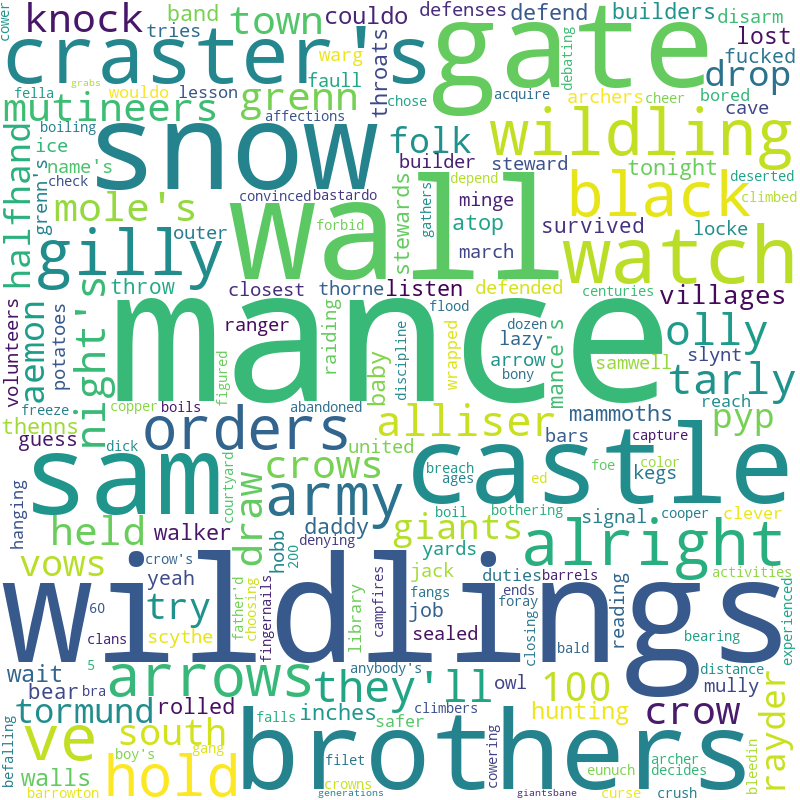 cower
knock
tries
band
town
couldo
defenses
defend
builders
disarm
craster's
gate
debating
lost
fella
wouldo
lesson
grabs
warg
faull
throats
chose
acquire
archers
cheer
fucked
drop
bored
mutineers
grenn
affections
boiling
ice
name's
check
snow
folk
wildling
cave
builder
steward
tonight
deserted
climbed
halfhand
grenn's
mole's
convinced
bastardo
wall
forbid
stewards
gathers
depend
minge
atop
march
black
survived
locke
outer
gilly
watch
throw
closest
thorne
listen
defended
centuries
villages
volunteers
aemon
potatoes
night's
ranger
mance
raiding
flood
baby
discipline
wrapped
dozen
lazy
arrow
bony
mance's
samwell
olly
slynt
reach
freeze
copper
boils
figured
abandoned
thenns
guess
dick
orders
alliser
mammoths
tarly
pyp
united
bars
capture
hanging
sam
courtyard
crows
army
breach
ages
castle
ed
foe
color
kegs
bothering
held
walker
daddy
denying
giants
boil
cooper
signal
clever
draw
hobb
200
yards
alright
vows
crow's
yeah
60
clans
5
father'd
choosing
fingernails
library
campfires
jack
fangs
job
duties
ends
barrels
foray
reading
activities
wildlings
try
scythe
sealed
closing
bald
bearing
experienced
wait
bear
bra
arrows
anybody's
they'll
owl
100
distance
mully
tormund
rolled
inches
climbers
hunting
crow
rayder
befalling
ve
south
falls
safer
cowering
archer
decides
bleedin
boy's
gang
filet
walls
hold
brothers
eunuch
barrowton
crowns
generations
giantsbane
curse
crush